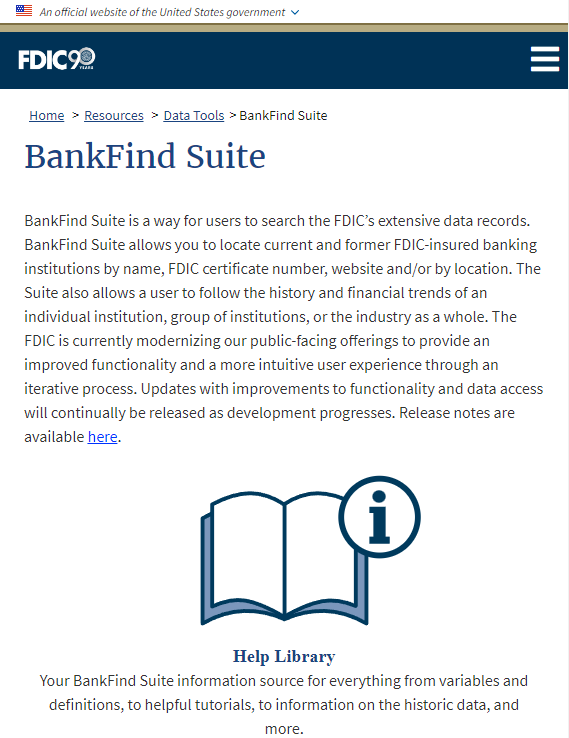 An official website of the United States government
FDIC90 YEARS
Home > Resources > Data Tools > BankFind Suite
BankFind Suite
BankFind Suite is a way for users to search the FDIC’s extensive data records.
BankFind Suite allows you to locate current and former FDIC-insured banking
institutions by name, FDIC certificate number, website and/or by location. The
Suite also allows a user to follow the history and financial trends of an
individual institution, group of institutions, or the industry as a whole. The
FDIC is currently modernizing our public-facing offerings to provide an
improved functionality and a more intuitive user experience through an
iterative process. Updates with improvements to functionality and data access
will continually be released as development progresses. Release notes are
available here.
i
Help Library
Your BankFind Suite information source for everything from variables and
definitions, to helpful tutorials, to information on the historic data, and
more.